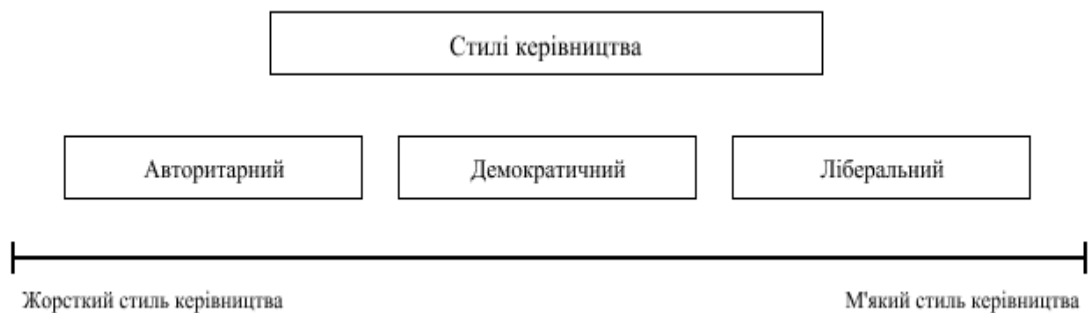 Стилі керівництва
Авторитарний
Демократичний
Ліберальний
Жорсткий стиль керівництва
М'який стиль керівництва